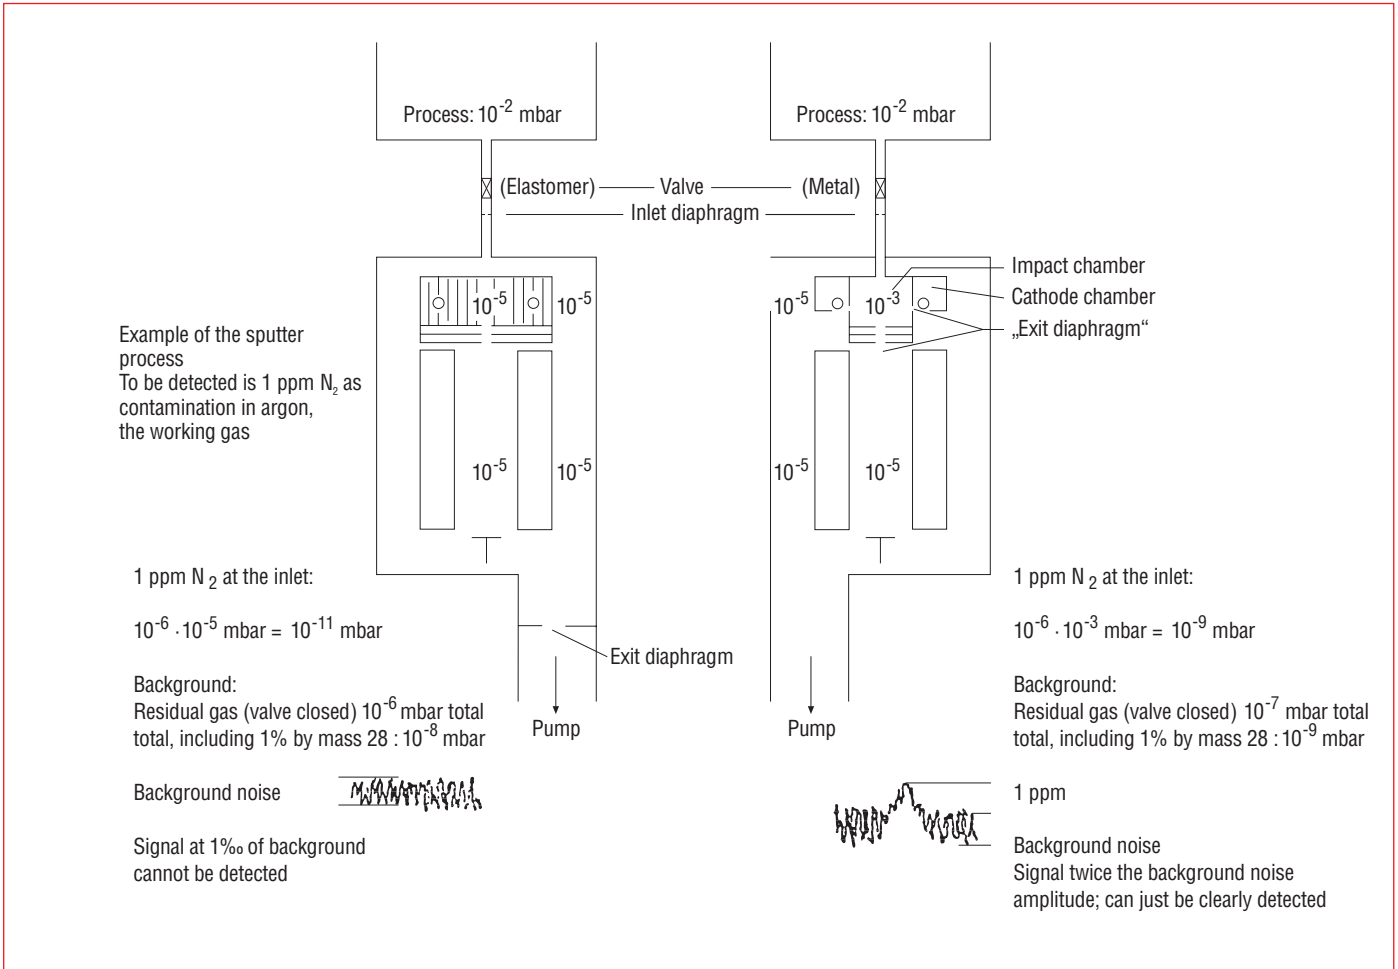 Process: 10⁻² mbar
Process: 10⁻² mbar
(Elastomer)
Valve
(Metal)
Inlet diaphragm
Impact chamber
Cathode chamber
„Exit diaphragm“
10⁻⁵
10⁻⁵
10⁻⁵
10⁻³
Example of the sputter
process
To be detected is 1 ppm N₂ as
contamination in argon,
the working gas
10⁻⁵
10⁻⁵
10⁻⁵
10⁻⁵
1 ppm N ₂ at the inlet:
10⁻⁶ · 10⁻⁵ mbar = 10⁻¹¹ mbar
Exit diaphragm
Background:
Residual gas (valve closed) 10⁻⁶ mbar total
total, including 1% by mass 28 : 10⁻⁸ mbar
Pump
Pump
Background noise
Signal at 1‰ of background
cannot be detected
1 ppm N ₂ at the inlet:
10⁻⁶ · 10⁻³ mbar = 10⁻⁹ mbar
Background:
Residual gas (valve closed) 10⁻⁷ mbar total
total, including 1% by mass 28 : 10⁻⁹ mbar
1 ppm
Background noise
Signal twice the background noise
amplitude; can just be clearly detected